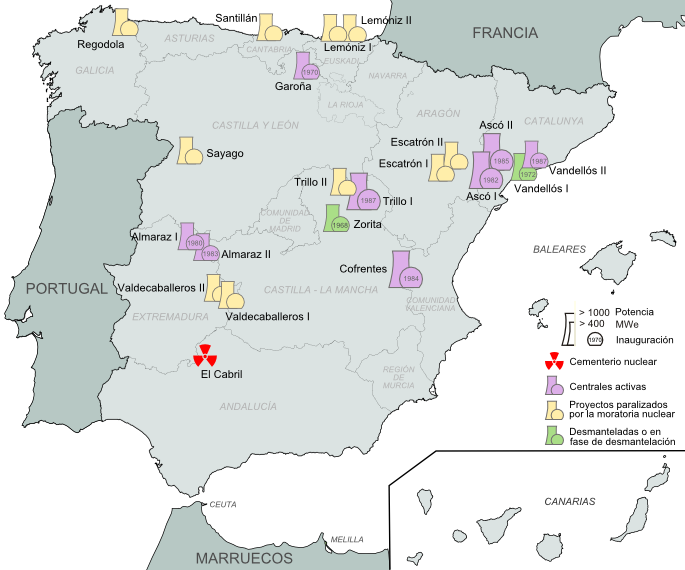 Santillán
Lemóniz II
Regodola
ASTURIAS
CANTABRIA
Lemóniz I
EUSKADI
FRANCIA
GALICIA
1970
Garoña
NAVARRA
LA RIOJA
ARAGÓN
CATALUNYA
CASTILLA Y LEÓN
Ascó II
Escatrón II
Sayago
Escatrón I
1985
1987
Vandellós II
1972
1982
Vandellós I
Ascó I
Trillo II
1987
Trillo I
COMUNIDAD
DE
MADRID
1968
Zorita
Almaraz I
1980
1983
Almaraz II
BALEARES
Cofrentes
1984
PORTUGAL
Valdecaballeros II
CASTILLA - LA MANCHA
COMUNIDAD
VALENCIANA
EXTREMADURA
Valdecaballeros I
> 1000
Potencia
> 400
MWe
1970
Inauguración
El Cabril
Cementerio nuclear
REGIÓN
DE
MURCIA
Centrales activas
ANDALUCÍA
Proyectos paralizados
por la moratoria nuclear
Desmanteladas o en
fase de desmantelación
CEUTA
CANARIAS
MELILLA
MARRUECOS